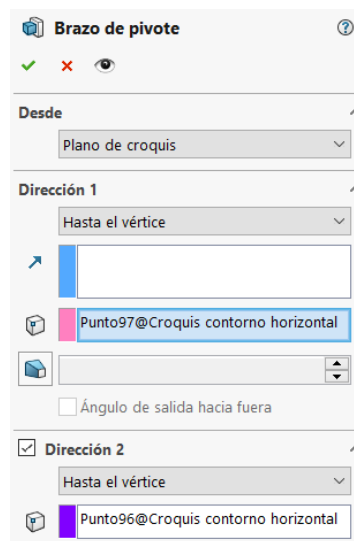 Brazo de pivote
Desde
Plano de croquis
Dirección 1
Hasta el vértice
Punto97@Croquis contorno horizontal
Ángulo de salida hacia fuera
Dirección 2
Hasta el vértice
Punto96@Croquis contorno horizontal